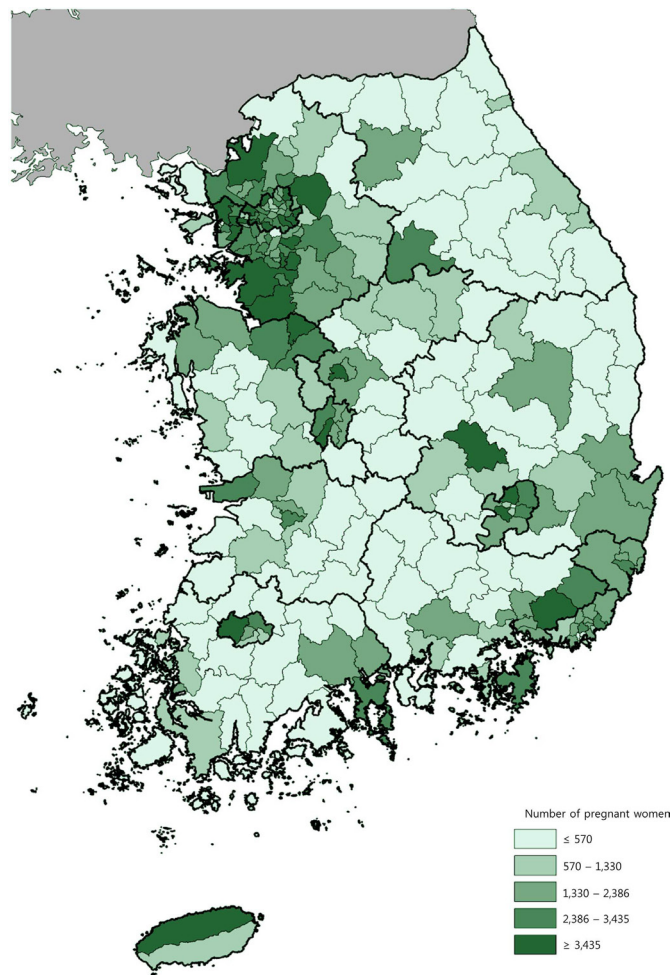 Number of pregnant women
≤ 570
570 – 1,330
1,330 – 2,386
2,386 – 3,435
≥ 3,435